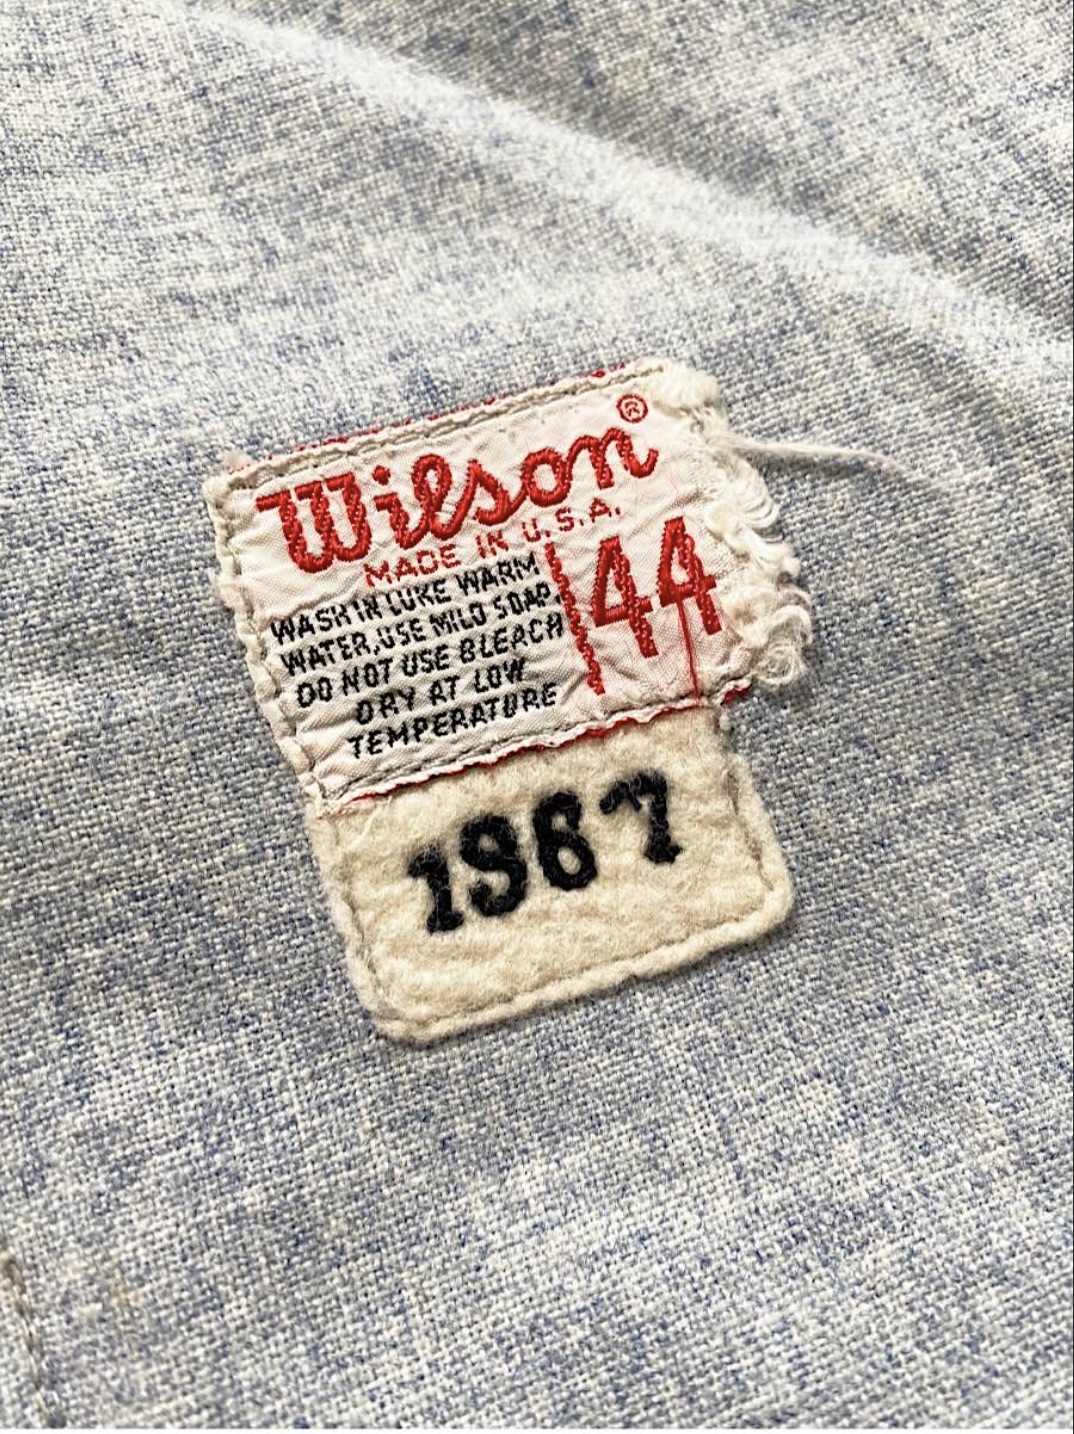 Wilson®
MADE IN U.S.A.
WASH IN LUKE WARM
WATER, USE MILD SOAP.
DO NOT USE BLEACH
DRY AT LOW
TEMPERATURE
44
1967